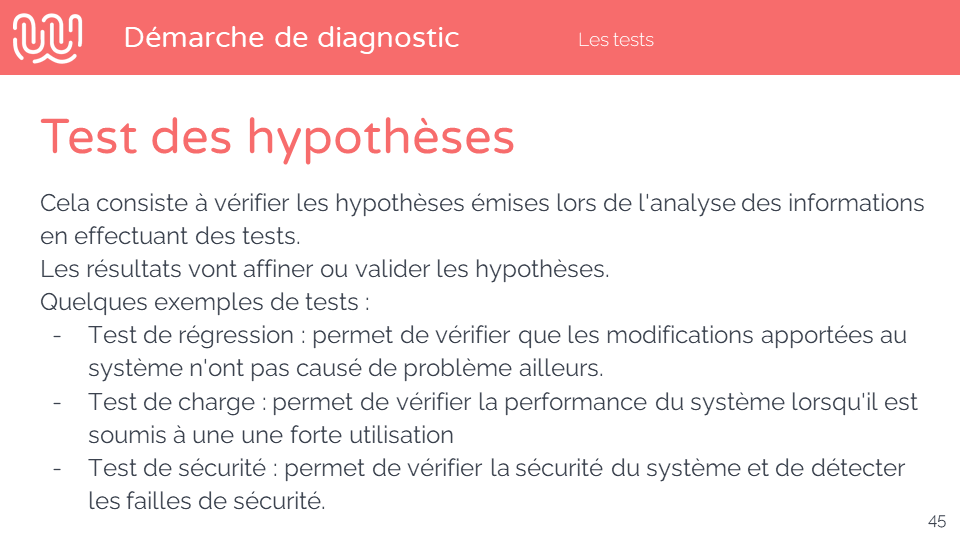 Démarche de diagnostic
Les tests
Test des hypothèses
Cela consiste à vérifier les hypothèses émises lors de l'analyse des informations
en effectuant des tests.
Les résultats vont affiner ou valider les hypothèses.
Quelques exemples de tests :
- Test de régression : permet de vérifier que les modifications apportées au
système n'ont pas causé de problème ailleurs.
- Test de charge : permet de vérifier la performance du système lorsqu'il est
soumis à une une forte utilisation
- Test de sécurité : permet de vérifier la sécurité du système et de détecter
les failles de sécurité.
45